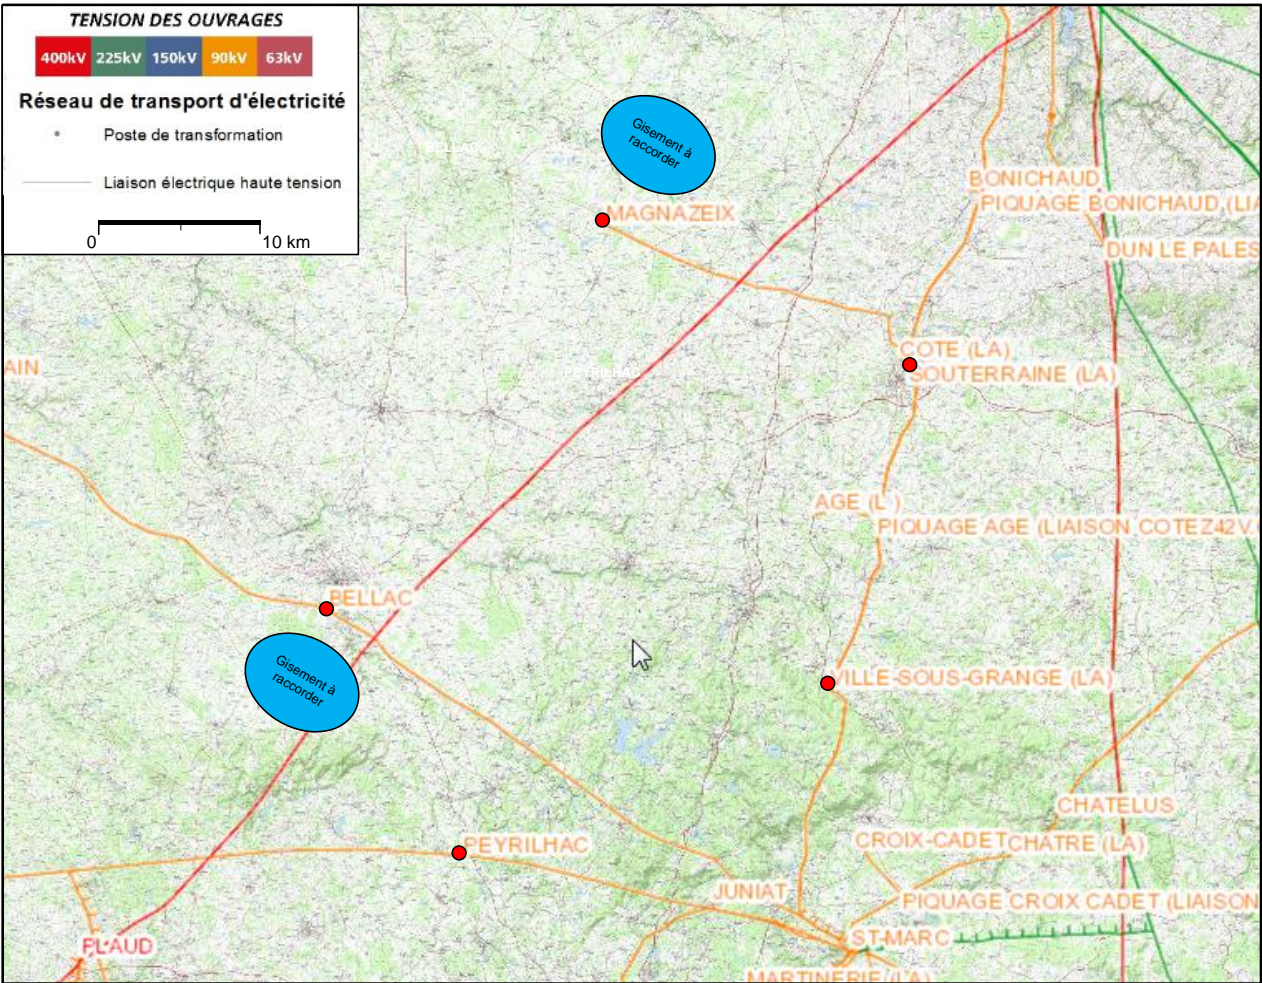 TENSION DES OUVRAGES
400kV 225kV 150kV 90kV 63kV
Réseau de transport d'électricité
Poste de transformation
Liaison électrique haute tension
0 10 km
Gisement à
raccorder
MAGNAZEIX
BONICHAUD
PIQUAGE BONICHAUD (LIA
DUN LE PALES
COTE (LA)
SOUTERRAINE (LA)
PEYRILHAC
AIN
AGE (L')
PIQUAGE AGE (LIAISON COTEZ42V
BELLAC
Gisement à
raccorder
VILLE-SOUS-GRANGE (LA)
CHATELUS
CROIX-CADET
CHATRE (LA)
PEYRILHAC
JUNIAT
PIQUAGE CROIX CADET (LIAISON
PLAUD
ST-MARC
MARTINERIE (LA)